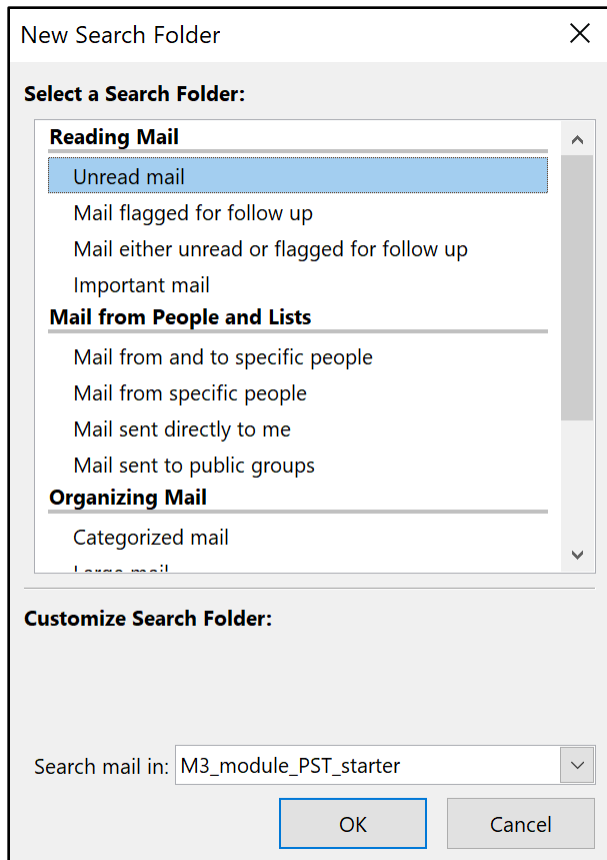 New Search Folder
Select a Search Folder:
Reading Mail
Unread mail
Mail flagged for follow up
Mail either unread or flagged for follow up
Important mail
Mail from People and Lists
Mail from and to specific people
Mail from specific people
Mail sent directly to me
Mail sent to public groups
Organizing Mail
Categorized mail
Large mail
Customize Search Folder:
Search mail in: M3_module_PST_starter
OK Cancel